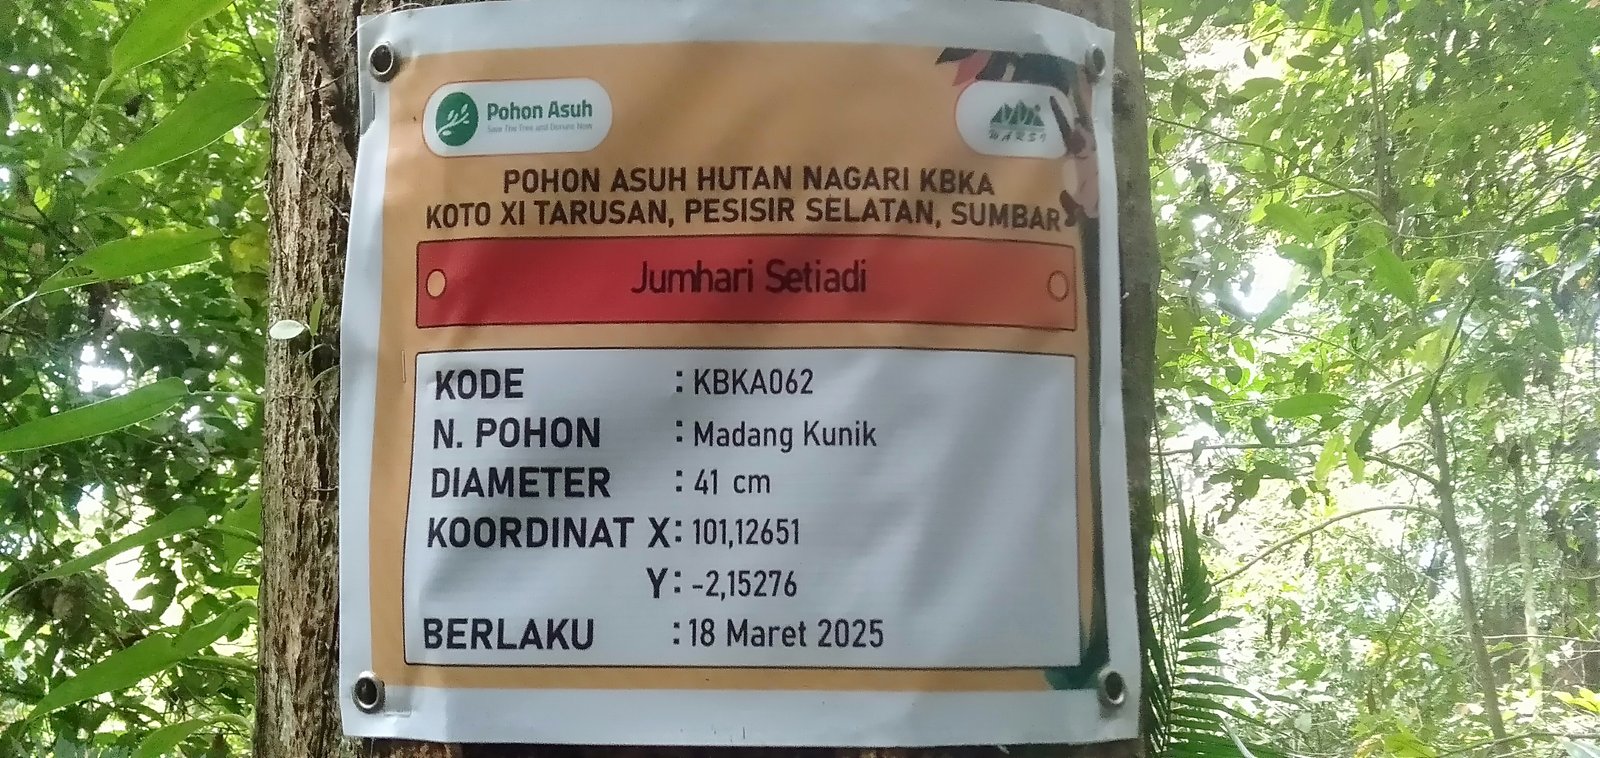 Pohon Asuh
Save The Tree and Donate Now
WARSI
POHON ASUH HUTAN NAGARI KBKA
KOTO XI TARUSAN, PESISIR SELATAN, SUMBAR
Jumhari Setiadi
KODE : KBKA062
N. POHON : Madang Kunik
DIAMETER : 41 cm
KOORDINAT X: 101,12651
Y: -2,15276
BERLAKU : 18 Maret 2025